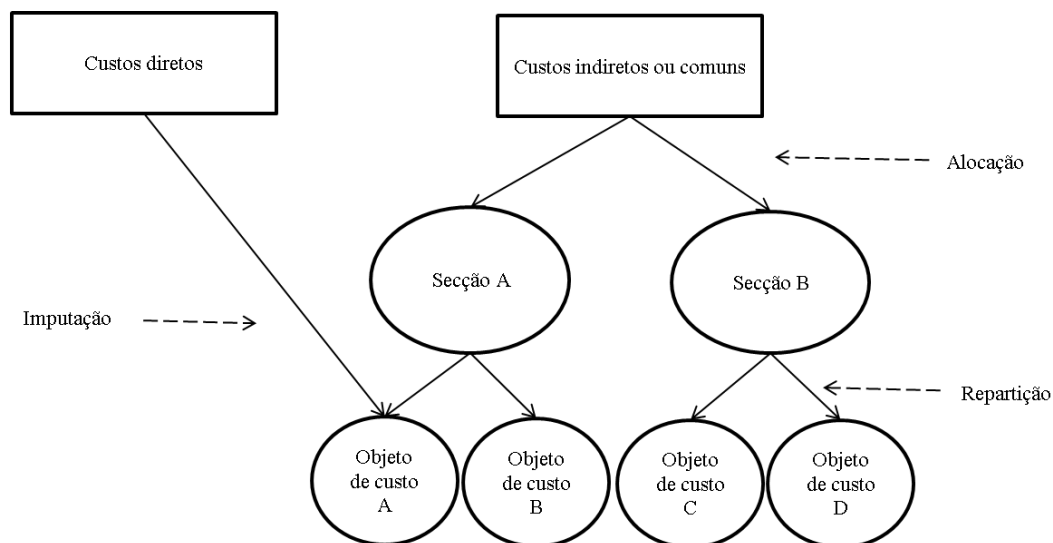 Custos diretos
Custos indiretos ou comuns
Alocação
Secção A
Secção B
Imputação
Repartição
Objeto
de custo
A
Objeto
de custo
B
Objeto
de custo
C
Objeto
de custo
D